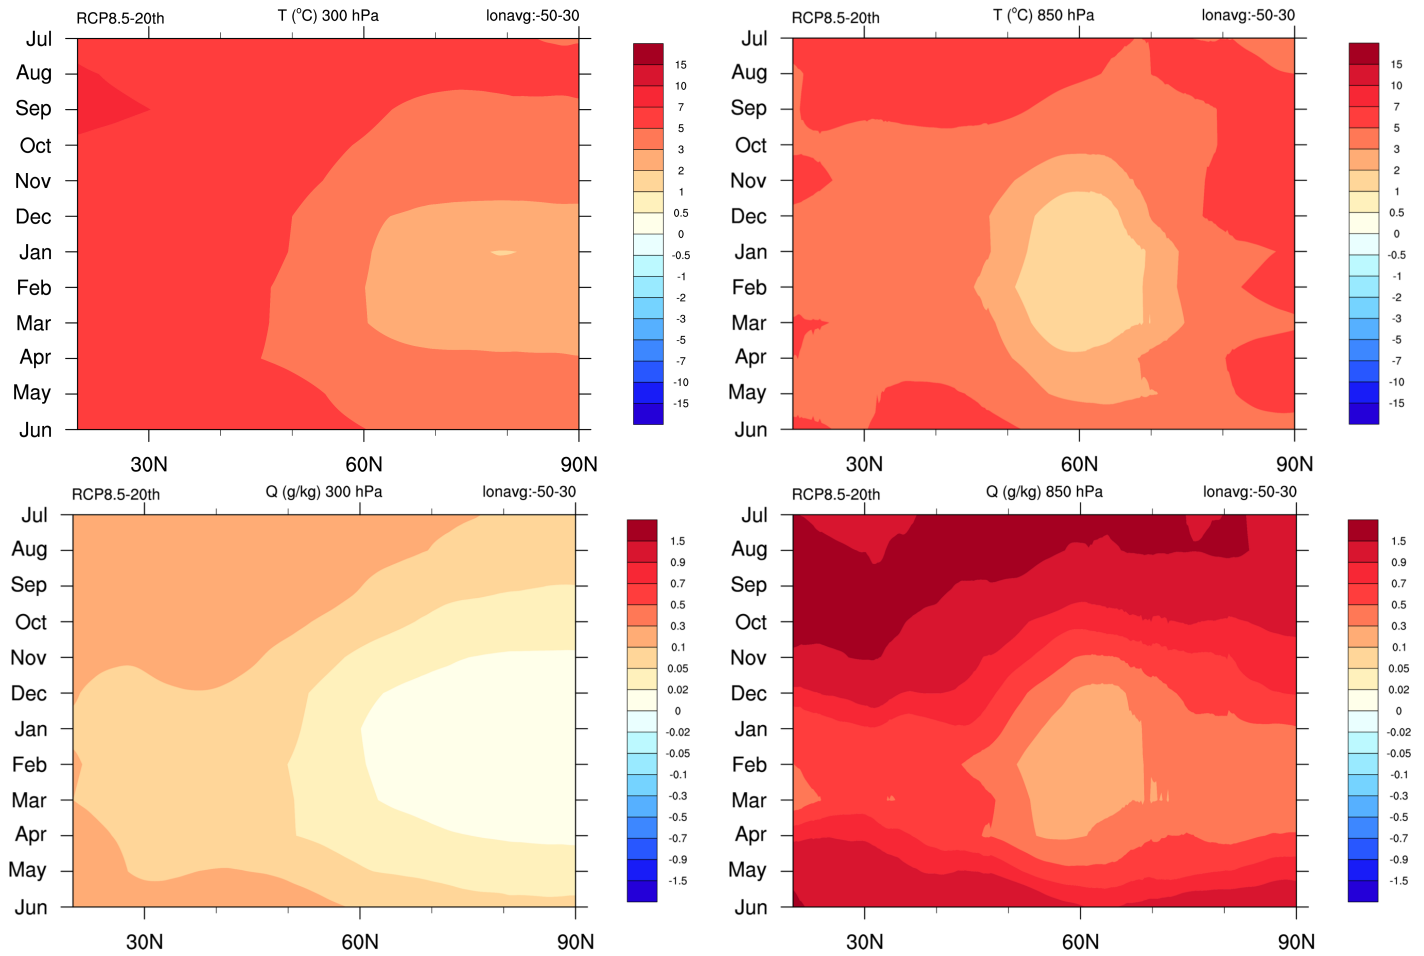 RCP8.5-20th T (°C) 300 hPa lonavg:-50-30
Jul
Aug
Sep
Oct
Nov
Dec
Jan
Feb
Mar
Apr
May
Jun
30N 60N 90N
15
10
7
5
3
2
1
0.5
0
-0.5
-1
-2
-3
-5
-7
-10
-15
RCP8.5-20th T (°C) 850 hPa lonavg:-50-30
Jul
Aug
Sep
Oct
Nov
Dec
Jan
Feb
Mar
Apr
May
Jun
30N 60N 90N
15
10
7
5
3
2
1
0.5
0
-0.5
-1
-2
-3
-5
-7
-10
-15
RCP8.5-20th Q (g/kg) 300 hPa lonavg:-50-30
Jul
Aug
Sep
Oct
Nov
Dec
Jan
Feb
Mar
Apr
May
Jun
30N 60N 90N
1.5
0.9
0.7
0.5
0.3
0.1
0.05
0.02
0
-0.02
-0.05
-0.1
-0.3
-0.5
-0.7
-0.9
-1.5
RCP8.5-20th Q (g/kg) 850 hPa lonavg:-50-30
Jul
Aug
Sep
Oct
Nov
Dec
Jan
Feb
Mar
Apr
May
Jun
30N 60N 90N
1.5
0.9
0.7
0.5
0.3
0.1
0.05
0.02
0
-0.02
-0.05
-0.1
-0.3
-0.5
-0.7
-0.9
-1.5